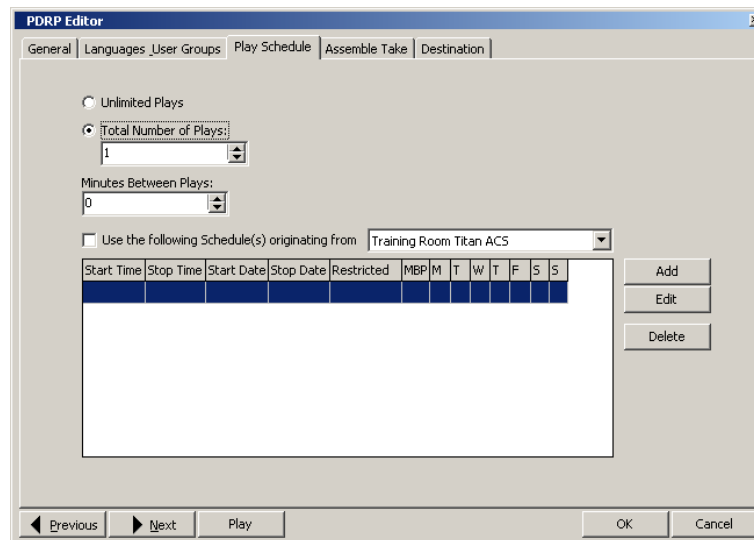 PDRP Editor
General Languages _User Groups Play Schedule Assemble Take Destination
Unlimited Plays
Total Number of Plays:
1
Minutes Between Plays:
0
Use the following Schedule(s) originating from Training Room Titan ACS
Start Time Stop Time Start Date Stop Date Restricted MBP M T W T F S S
Add
Edit
Delete
Previous Next Play OK Cancel